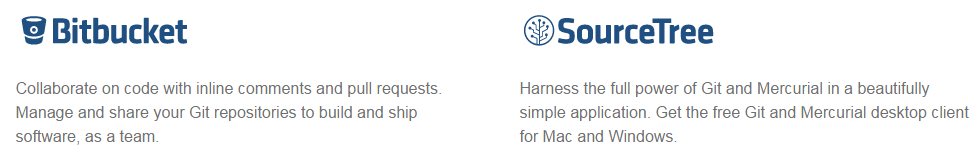 Bitbucket
Collaborate on code with inline comments and pull requests.
Manage and share your Git repositories to build and ship
software, as a team.
SourceTree
Harness the full power of Git and Mercurial in a beautifully
simple application. Get the free Git and Mercurial desktop client
for Mac and Windows.